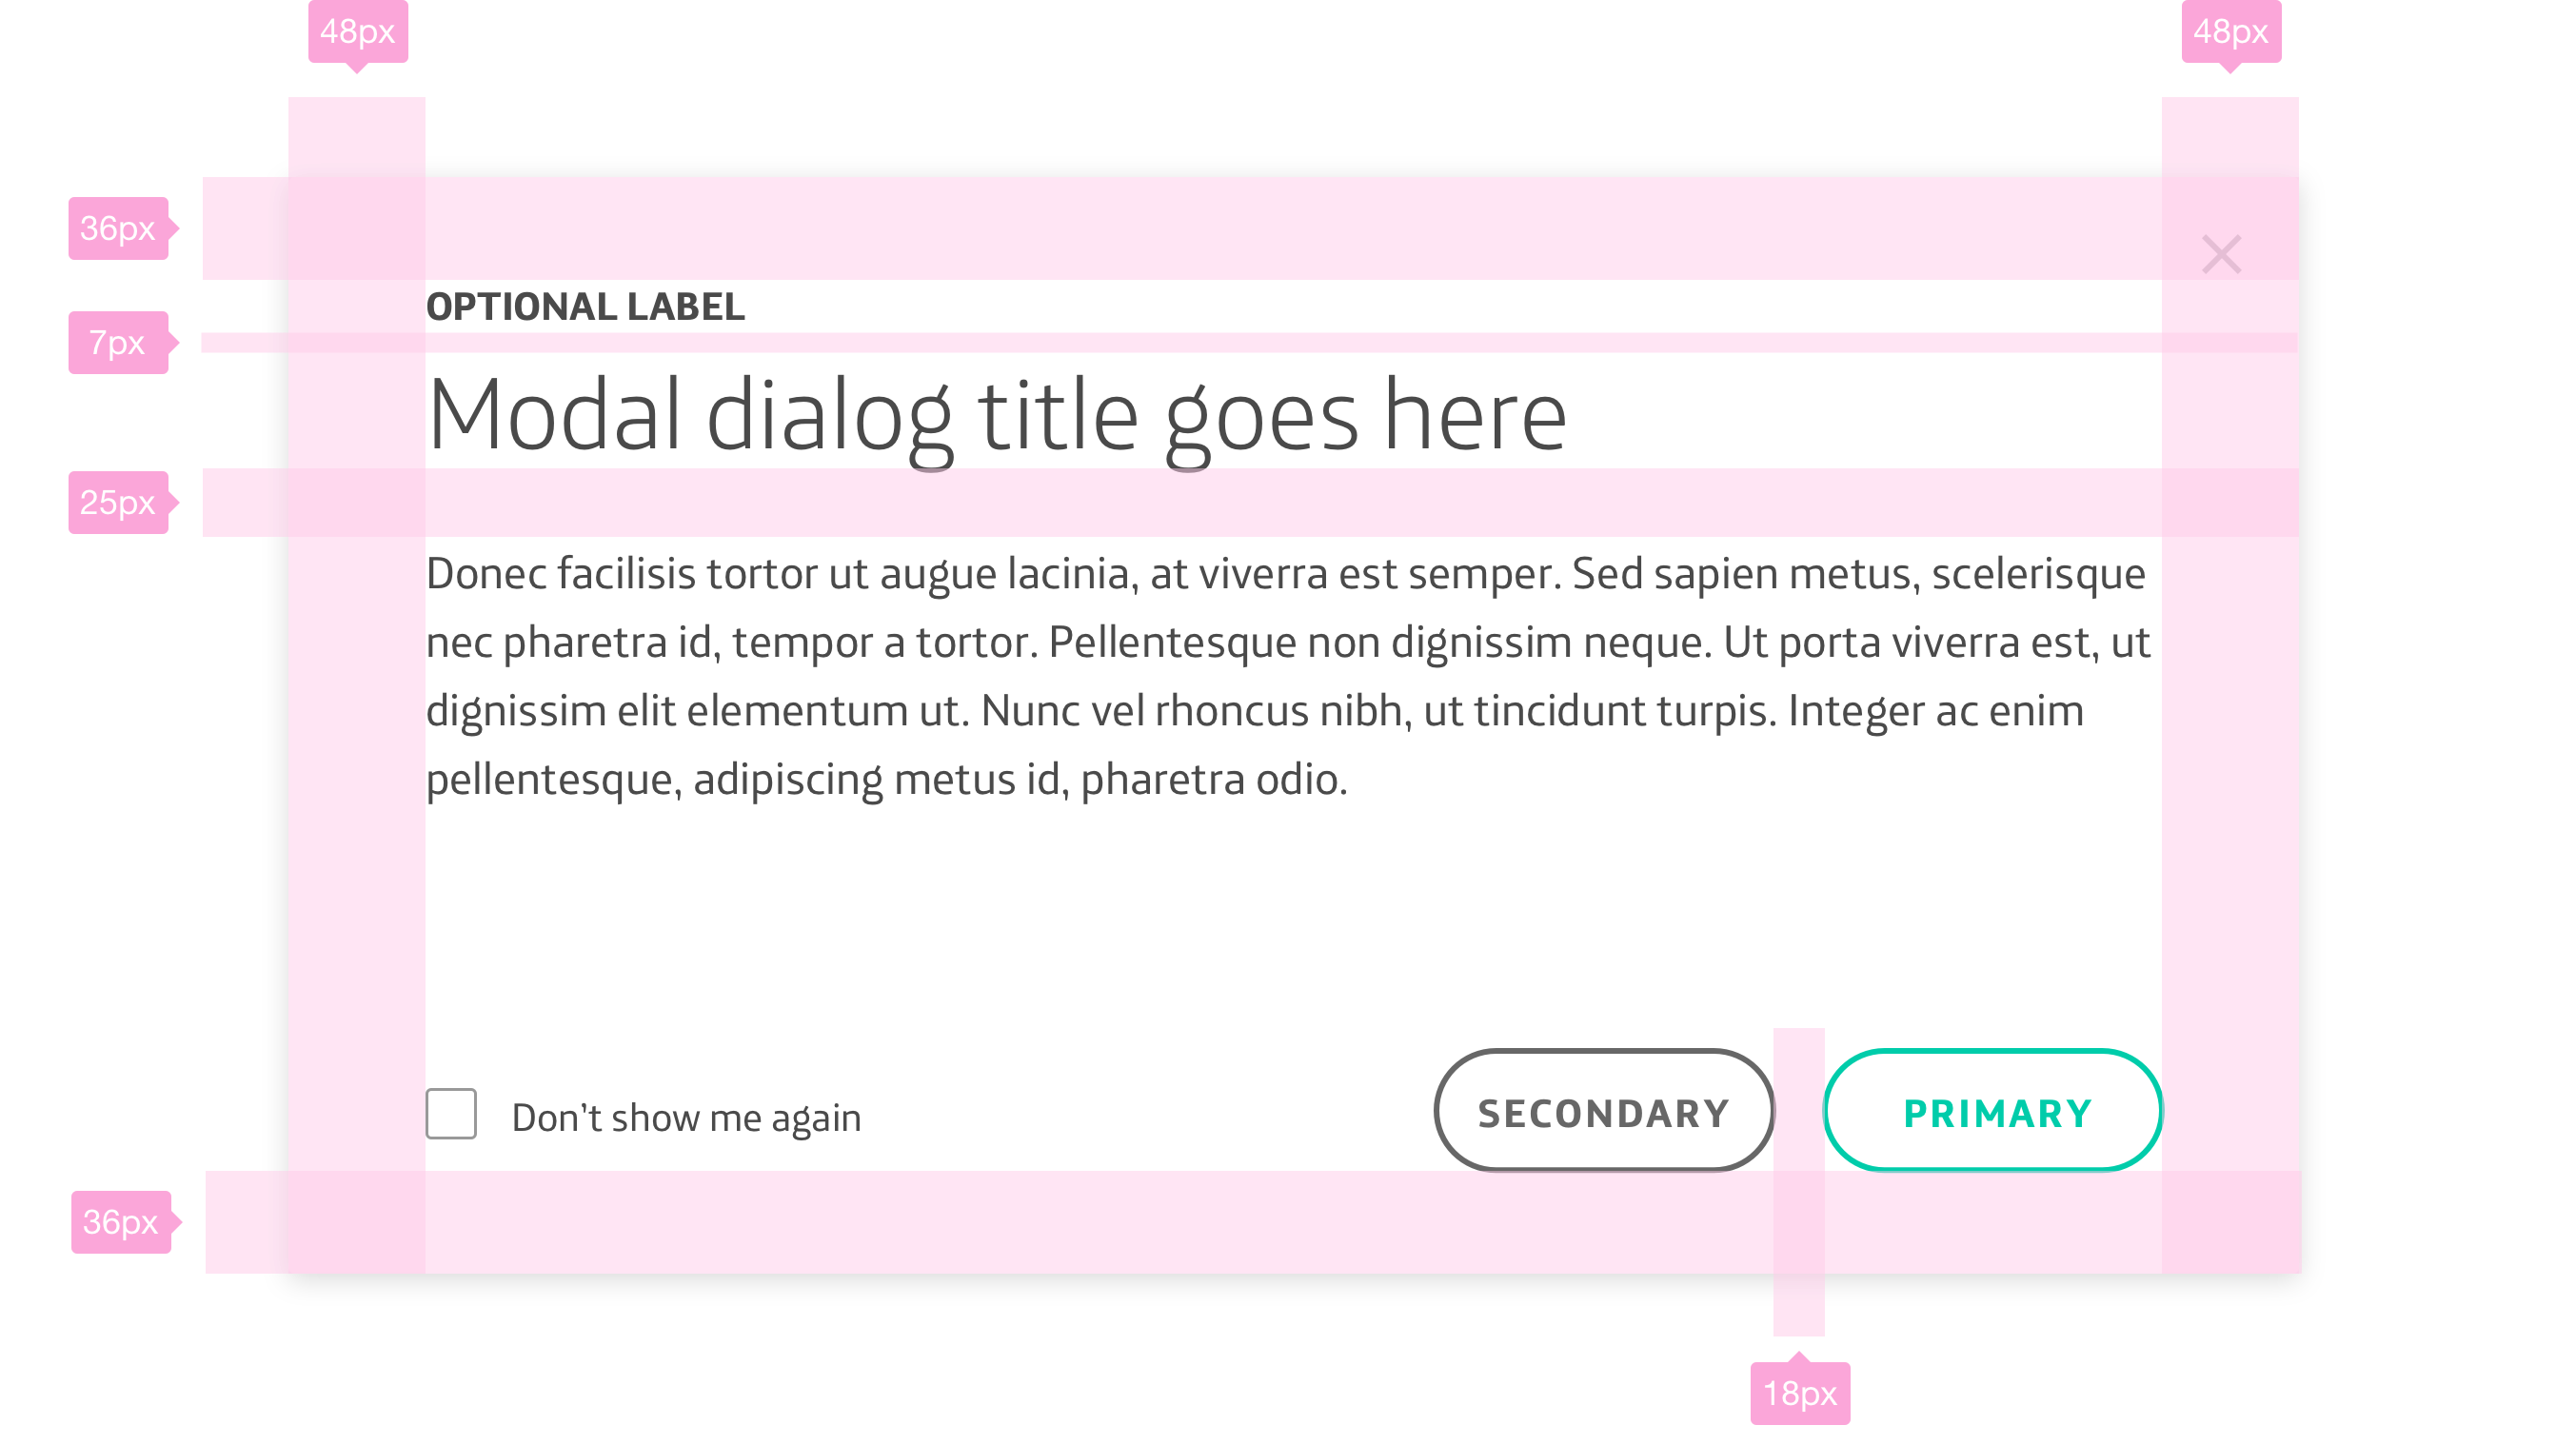 48px
48px
36px
OPTIONAL LABEL
7px
Modal dialog title goes here
25px
Donec facilisis tortor ut augue lacinia, at viverra est semper. Sed sapien metus, scelerisque
nec pharetra id, tempor a tortor. Pellentesque non dignissim neque. Ut porta viverra est, ut
dignissim elit elementum ut. Nunc vel rhoncus nibh, ut tincidunt turpis. Integer ac enim
pellentesque, adipiscing metus id, pharetra odio.
Don’t show me again
SECONDARY
PRIMARY
36px
18px